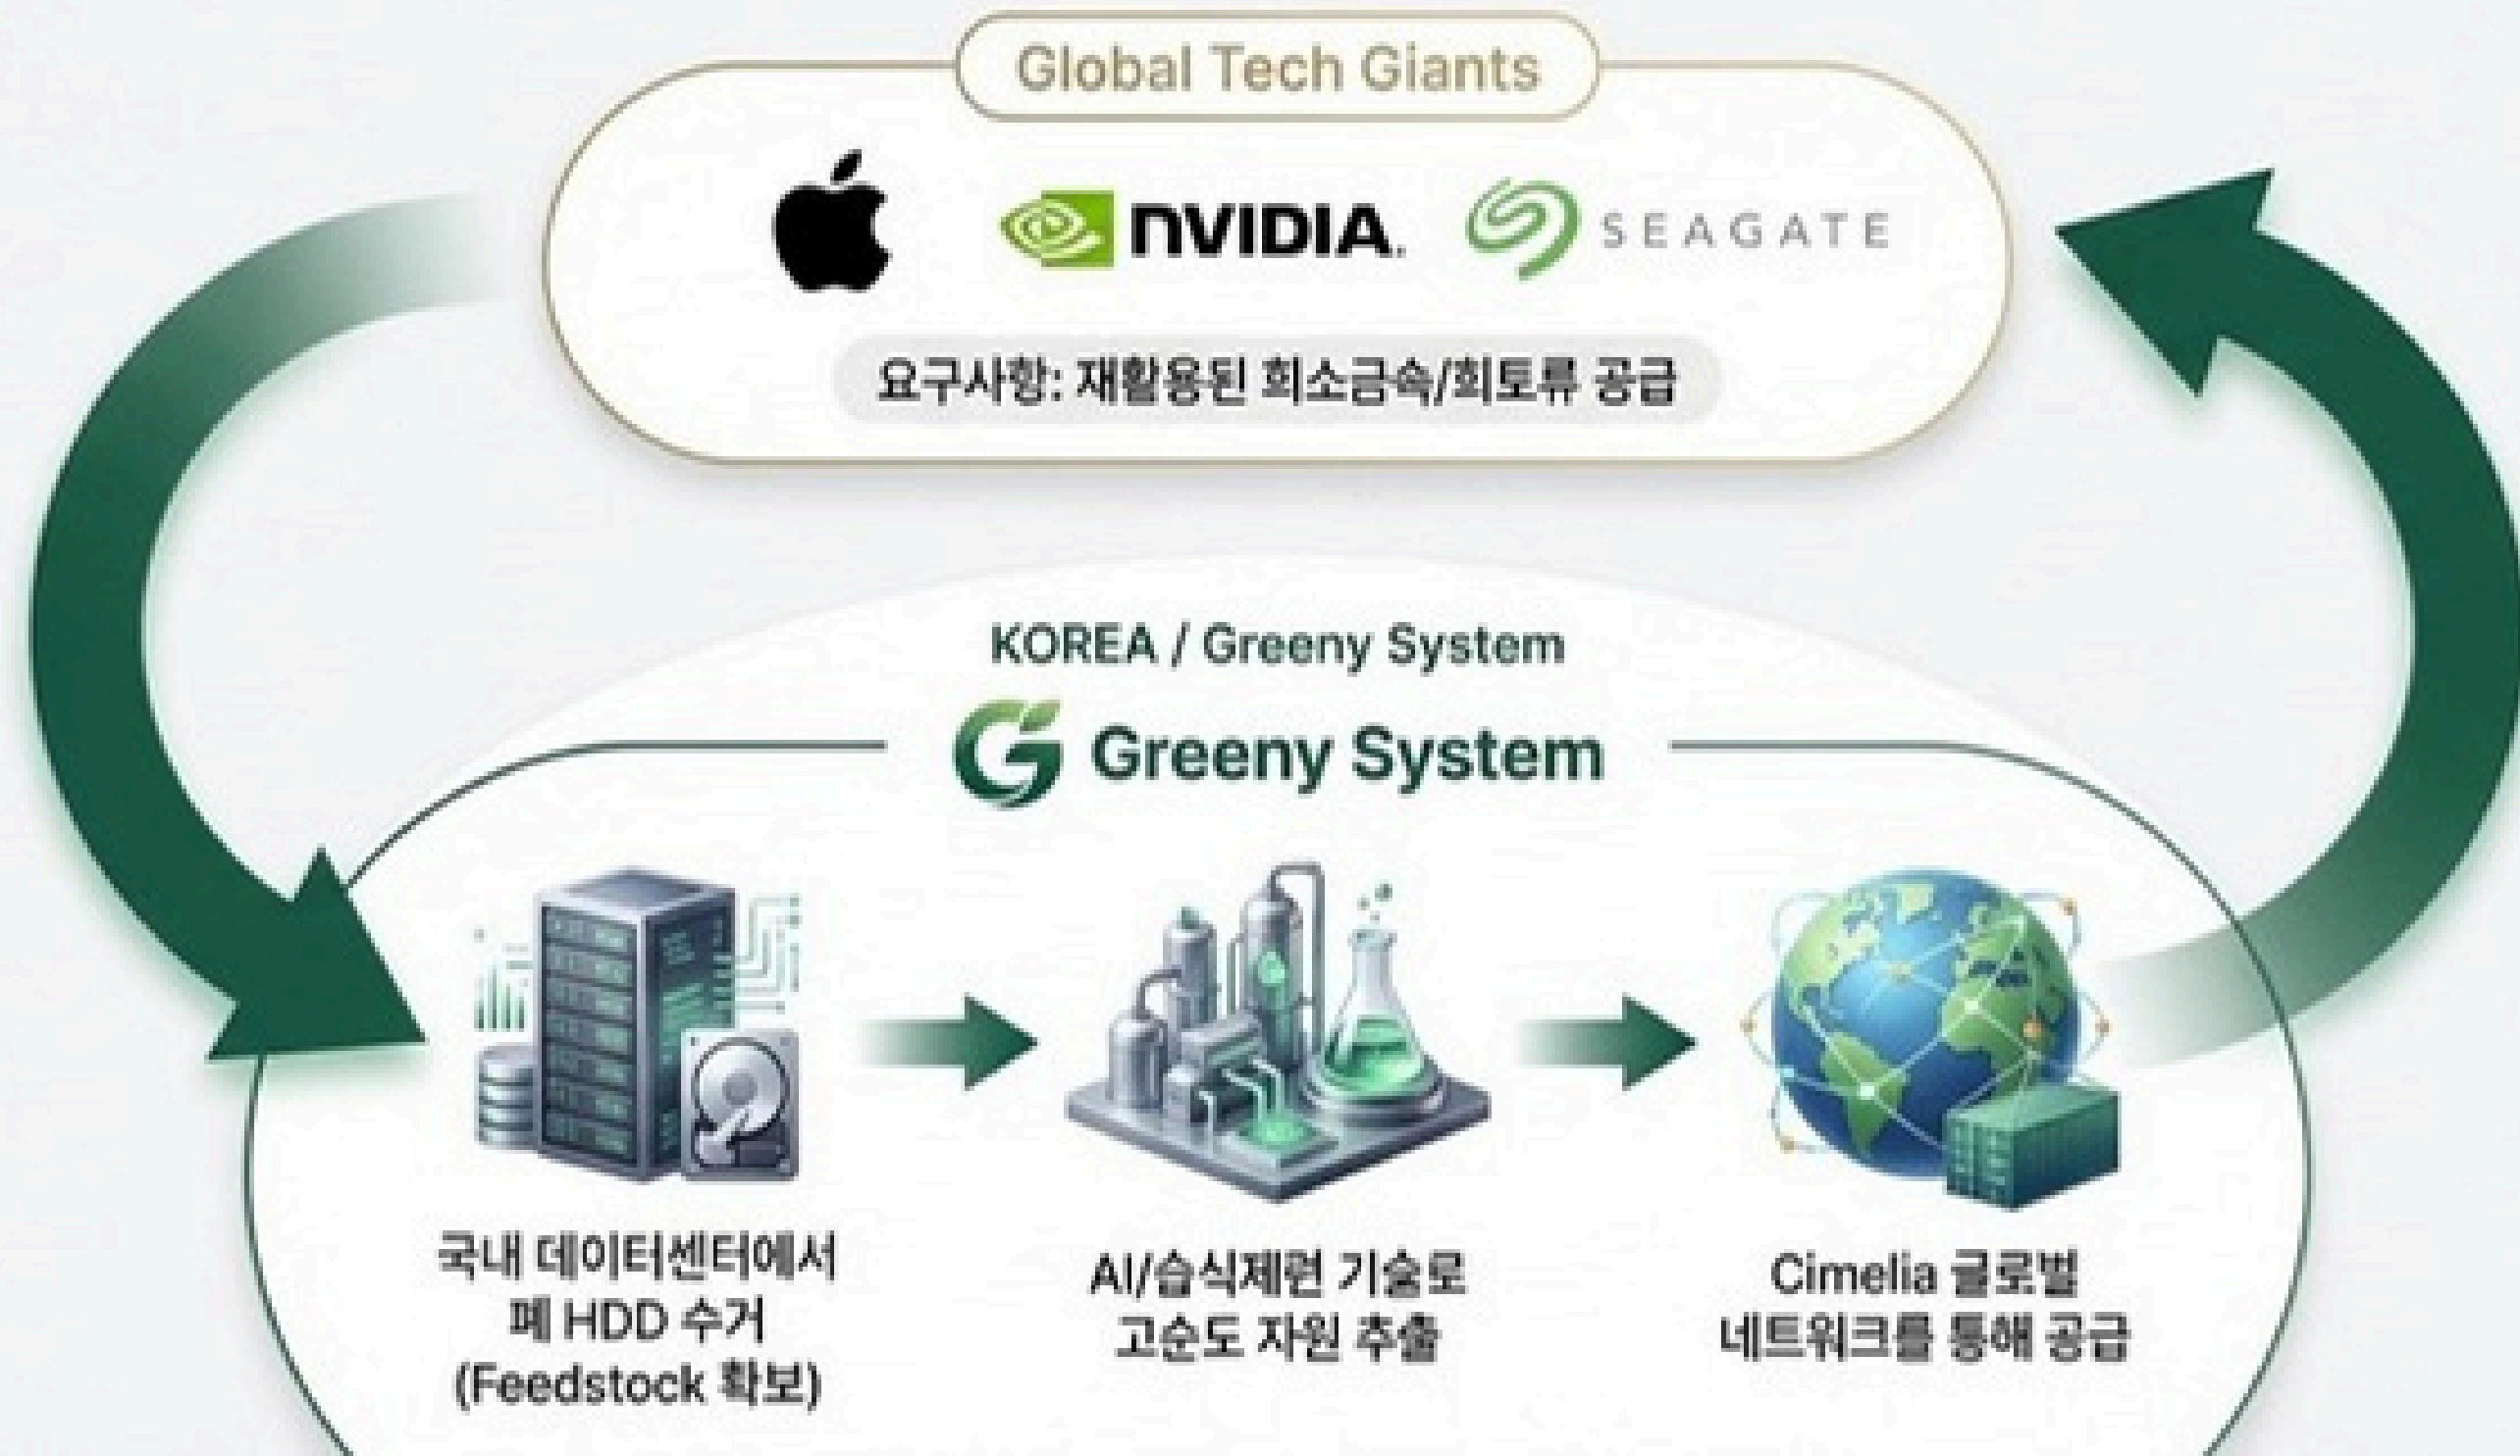 Global Tech Giants
NVIDIA.
SEAGATE
요구사항: 재활용된 희소금속/희토류 공급
KOREA / Greeny System
Greeny System
국내 데이터센터에서
폐 HDD 수거
(Feedstock 확보)
AI/습식제련 기술로
고순도 자원 추출
Cimelia 글로벌
네트워크를 통해 공급